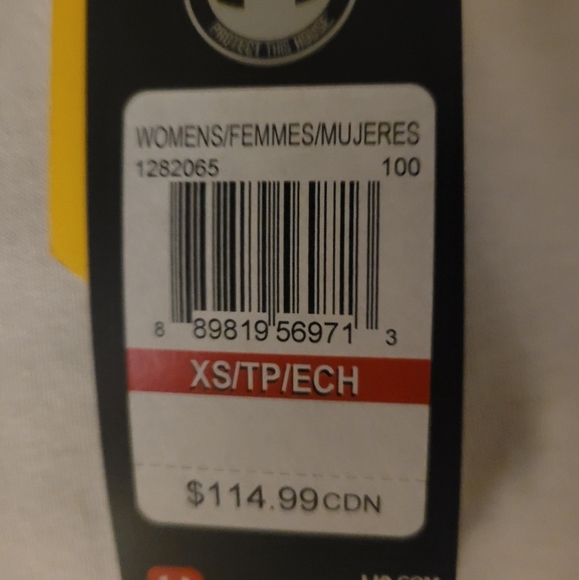 PROTECT THIS HOUSE
WOMENS/FEMMES/MUJERES
1282065 100
8 89819 56971 3
XS/TP/ECH
$114.99CDN